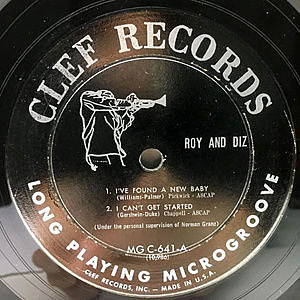 CLEF RECORDS
ROY AND DIZ
1. I'VE FOUND A NEW BABY
(Williams-Palmer) Pickwick - ASCAP
2. I CAN'T GET STARTED
(Gershwin-Duke) Chappell - ASCAP
(Under the personal supervision of Norman Granz)
MG C-641-A
(10,986)
LONG PLAYING MICROGROOVE
CLEF RECORDS, INC. — MADE IN U.S.A.